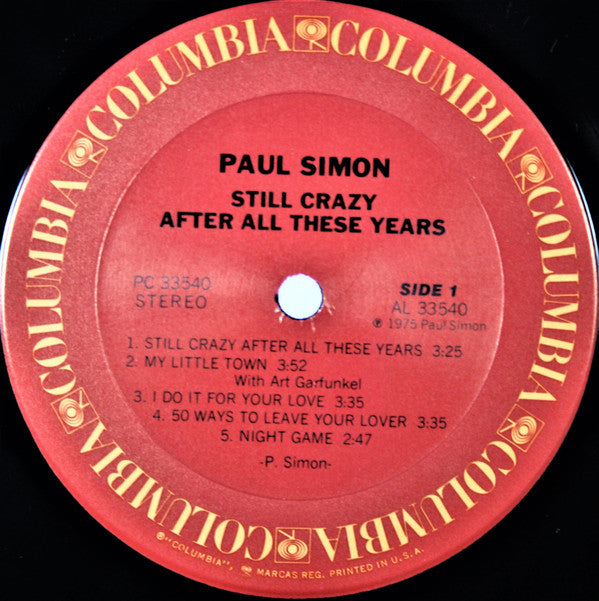 COLUMBIA COLUMBIA COLUMBIA COLUMBIA COLUMBIA COLUMBIA
PAUL SIMON
STILL CRAZY
AFTER ALL THESE YEARS
PC 33540
STEREO
SIDE 1
AL 33540
℗ 1975 Paul Simon
1. STILL CRAZY AFTER ALL THESE YEARS 3:25
2. MY LITTLE TOWN 3:52
With Art Garfunkel
3. I DO IT FOR YOUR LOVE 3:35
4. 50 WAYS TO LEAVE YOUR LOVER 3:35
5. NIGHT GAME 2:47
-P. Simon-
®"COLUMBIA", MARCAS REG. PRINTED IN U.S.A.